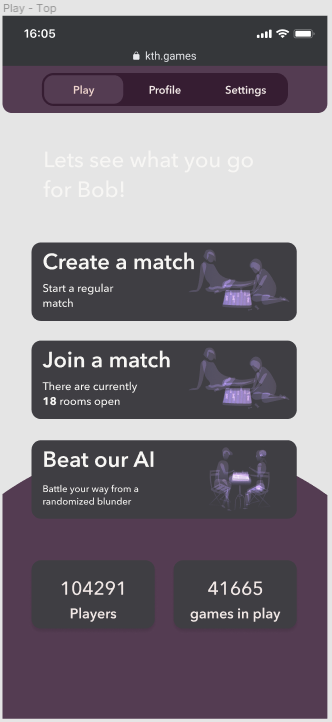 Play - Top
16:05
kth.games
Play Profile Settings
Lets see what you go
for Bob!
Create a match
Start a regular
match
Join a match
There are currently
18 rooms open
Beat our AI
Battle your way from a
randomized blunder
104291 41665
Players games in play